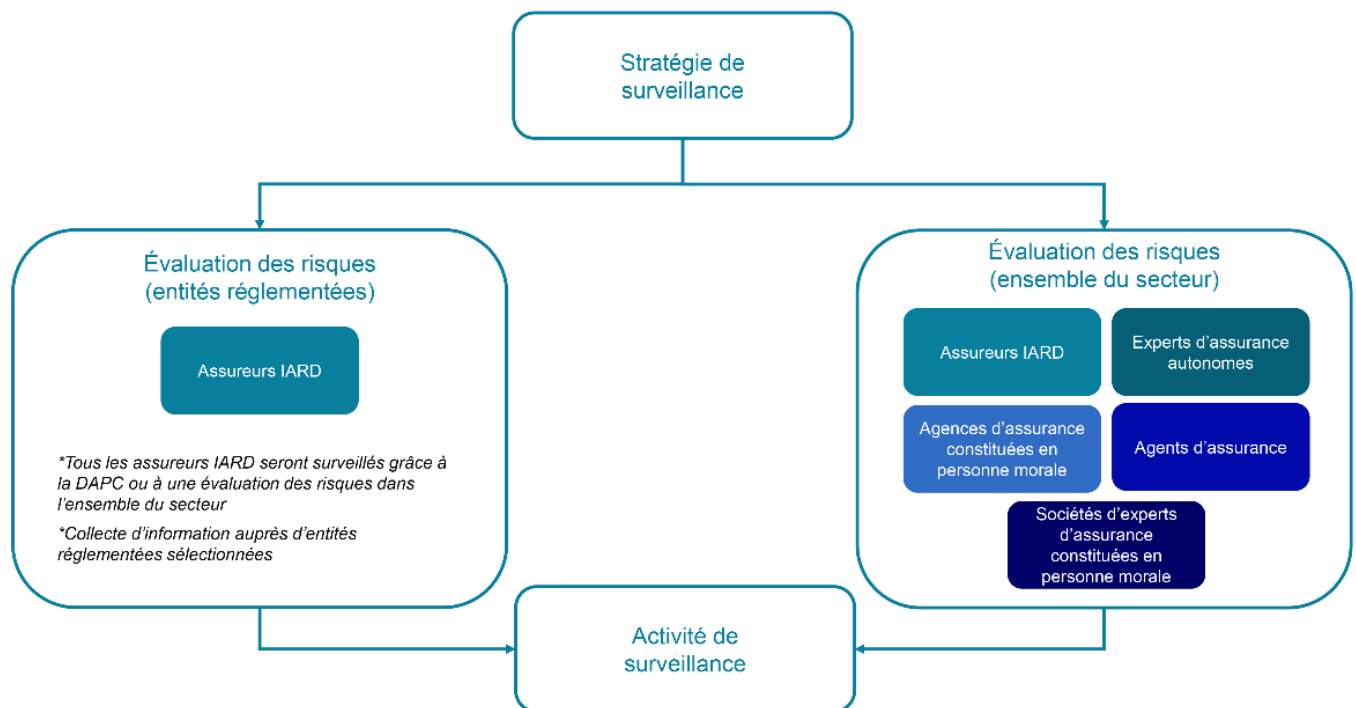 Stratégie de
surveillance
Évaluation des risques
(entités réglementées)
Assureurs IARD
*Tous les assureurs IARD seront surveillés grâce à
la DAPC ou à une évaluation des risques dans
l’ensemble du secteur
*Collecte d’information auprès d’entités
réglementées sélectionnées
Évaluation des risques
(ensemble du secteur)
Assureurs IARD
Experts d’assurance
autonomes
Agences d’assurance
constituées en
personne morale
Agents d’assurance
Sociétés d’experts
d’assurance
constituées en
personne morale
Activité de
surveillance